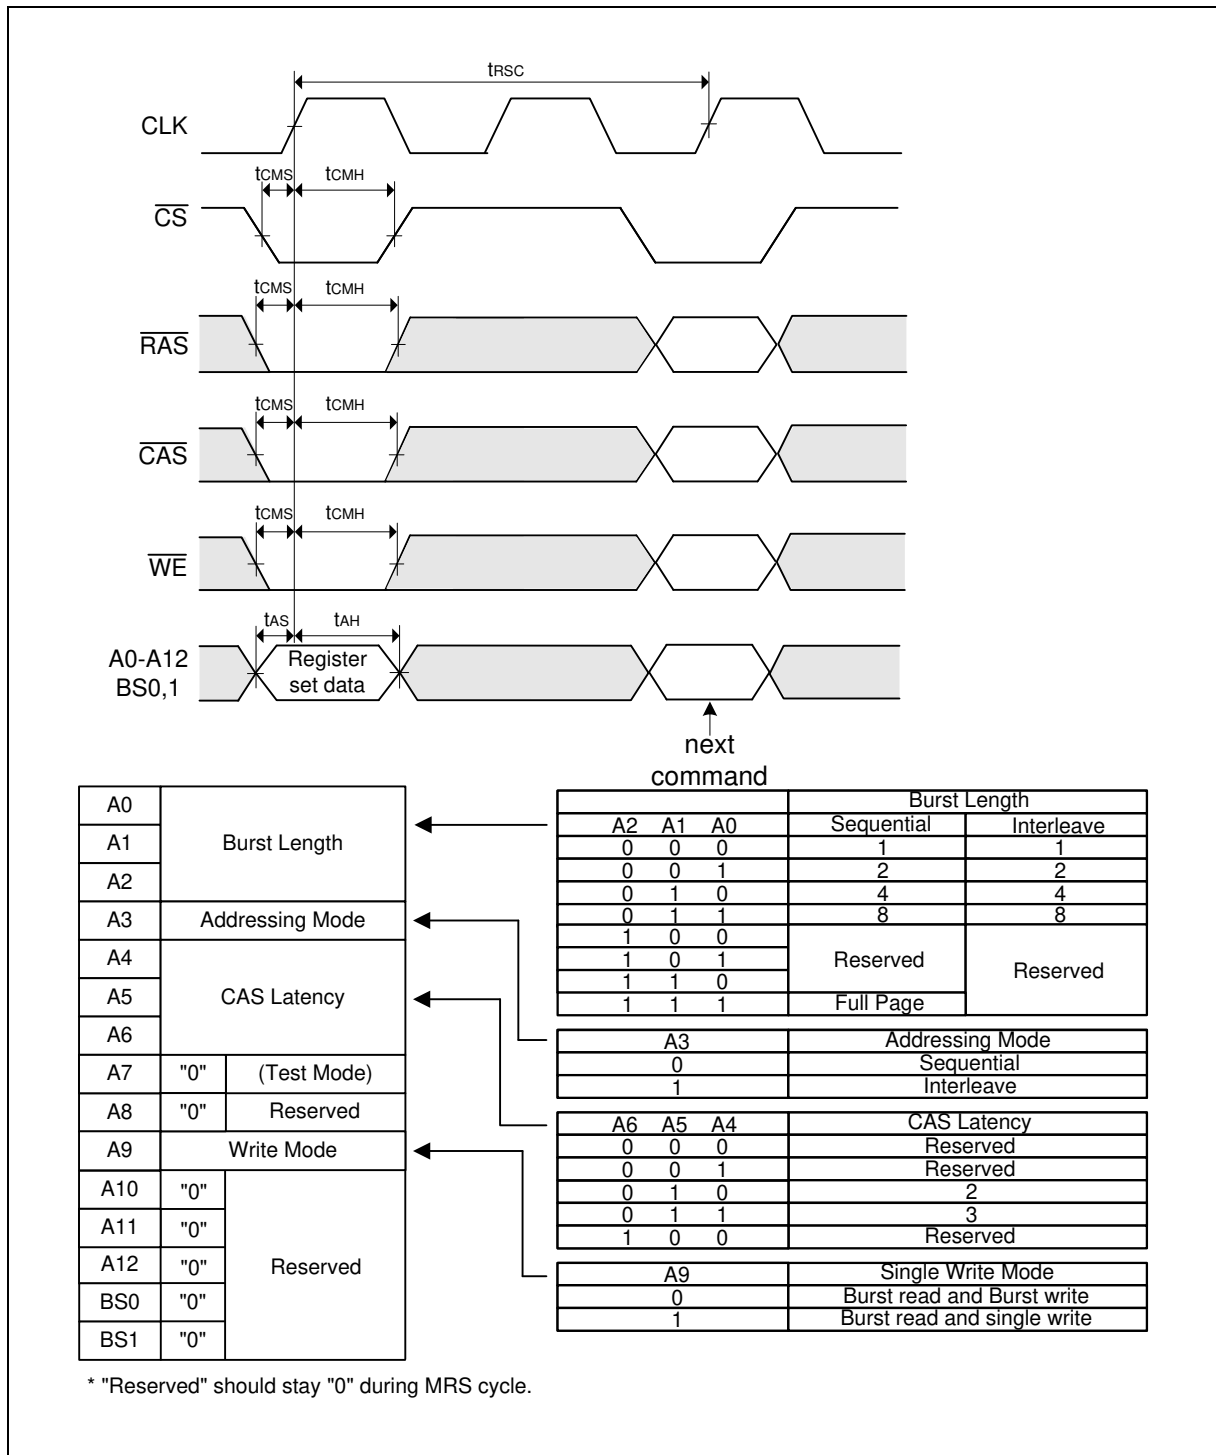 tRSC
CLK
tCMS tCMH
CS
tCMS tCMH
RAS
tCMS tCMH
CAS
tCMS tCMH
WE
tAS tAH
A0-A12
BS0,1
Register
set data
next
command
A0
A1 Burst Length
A2
A3 Addressing Mode
A4
A5 CAS Latency
A6
A7 "0" (Test Mode)
A8 "0" Reserved
A9 Write Mode
A10 "0"
A11 "0"
A12 "0" Reserved
BS0 "0"
BS1 "0"
Burst Length
A2 A1 A0 Sequential Interleave
0 0 0 1 1
0 0 1 2 2
0 1 0 4 4
0 1 1 8 8
1 0 0
1 0 1 Reserved Reserved
1 1 0
1 1 1 Full Page
A3 Addressing Mode
0 Sequential
1 Interleave
A6 A5 A4 CAS Latency
0 0 0 Reserved
0 0 1 Reserved
0 1 0 2
0 1 1 3
1 0 0 Reserved
A9 Single Write Mode
0 Burst read and Burst write
1 Burst read and single write
* "Reserved" should stay "0" during MRS cycle.